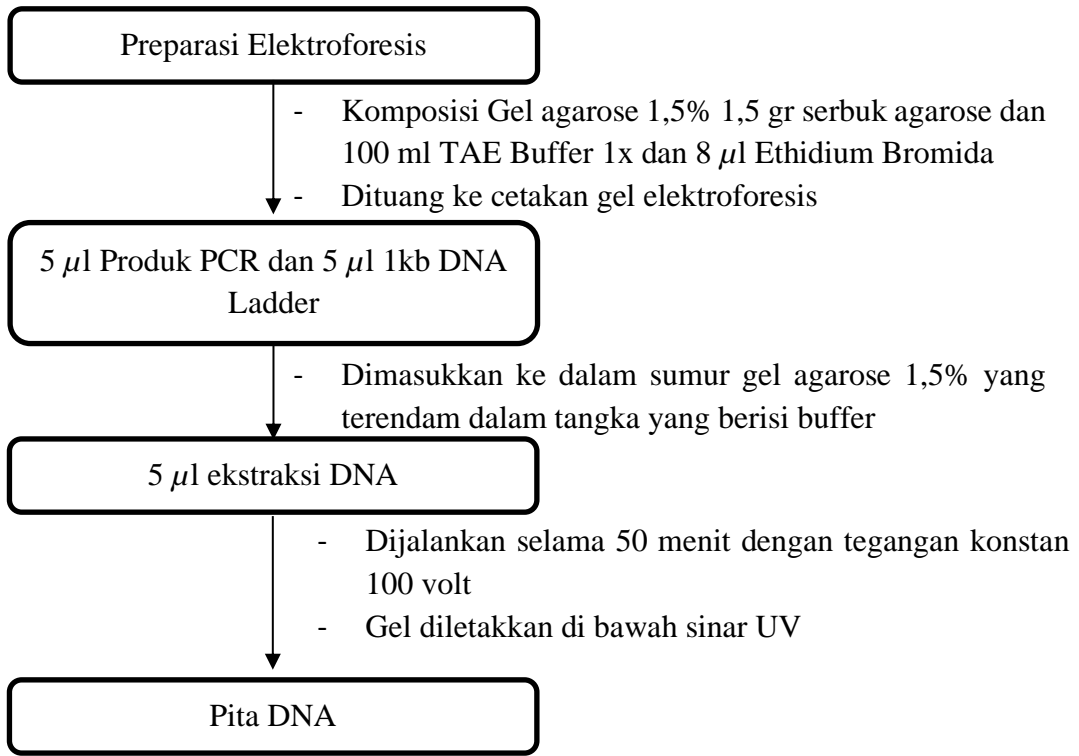 Preparasi Elektroforesis
- Komposisi Gel agarose 1,5% 1,5 gr serbuk agarose dan
100 ml TAE Buffer 1x dan 8 𝜇l Ethidium Bromida
- Dituang ke cetakan gel elektroforesis
5 𝜇l Produk PCR dan 5 𝜇l 1kb DNA
Ladder
- Dimasukkan ke dalam sumur gel agarose 1,5% yang
terendam dalam tangka yang berisi buffer
5 𝜇l ekstraksi DNA
- Dijalankan selama 50 menit dengan tegangan konstan
100 volt
- Gel diletakkan di bawah sinar UV
Pita DNA